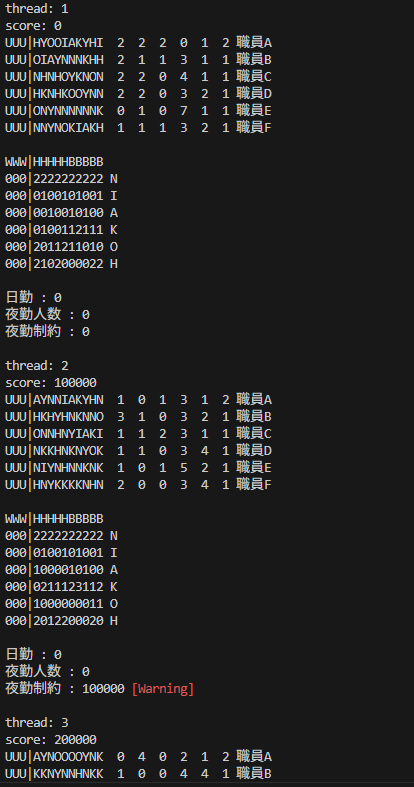 thread: 1
score: 0
UUU|HYOOIAKYHI  2  2  2  0  1  2 職員A
UUU|OIAYNNNKHH  2  1  1  3  1  1 職員B
UUU|NHNHOYKNON  2  2  0  4  1  1 職員C
UUU|HKNHKOOYNN  2  2  0  3  2  1 職員D
UUU|ONYNNNNNNK  0  1  0  7  1  1 職員E
UUU|NNYNOKIAKH  1  1  1  3  2  1 職員F
WWW|HHHHHBBBBB
000|2222222222 N
000|0100101001 I
000|0010010100 A
000|0100112111 K
000|2011211010 O
000|2102000022 H
日勤 : 0
夜勤人数 : 0
夜勤制約 : 0
thread: 2
score: 100000
UUU|AYNNIAKYHN  1  0  1  3  1  2 職員A
UUU|HKHYHNKNNO  3  1  0  3  2  1 職員B
UUU|ONNHNYIAKI  1  1  2  3  1  1 職員C
UUU|NKKHNKNYOK  1  1  0  3  4  1 職員D
UUU|NIYNHNNKNK  1  0  1  5  2  1 職員E
UUU|HNYKKKKNHN  2  0  0  3  4  1 職員F
WWW|HHHHHBBBBB
000|2222222222 N
000|0100101001 I
000|1000010100 A
000|0211123112 K
000|1000000011 O
000|2012200020 H
日勤 : 0
夜勤人数 : 0
夜勤制約 : 100000 [Warning]
thread: 3
score: 200000
UUU|AYNOOOOYNK  0  4  0  2  1  2 職員A
UUU|KKNYNNHNKK  1  0  0  4  4  1 職員B